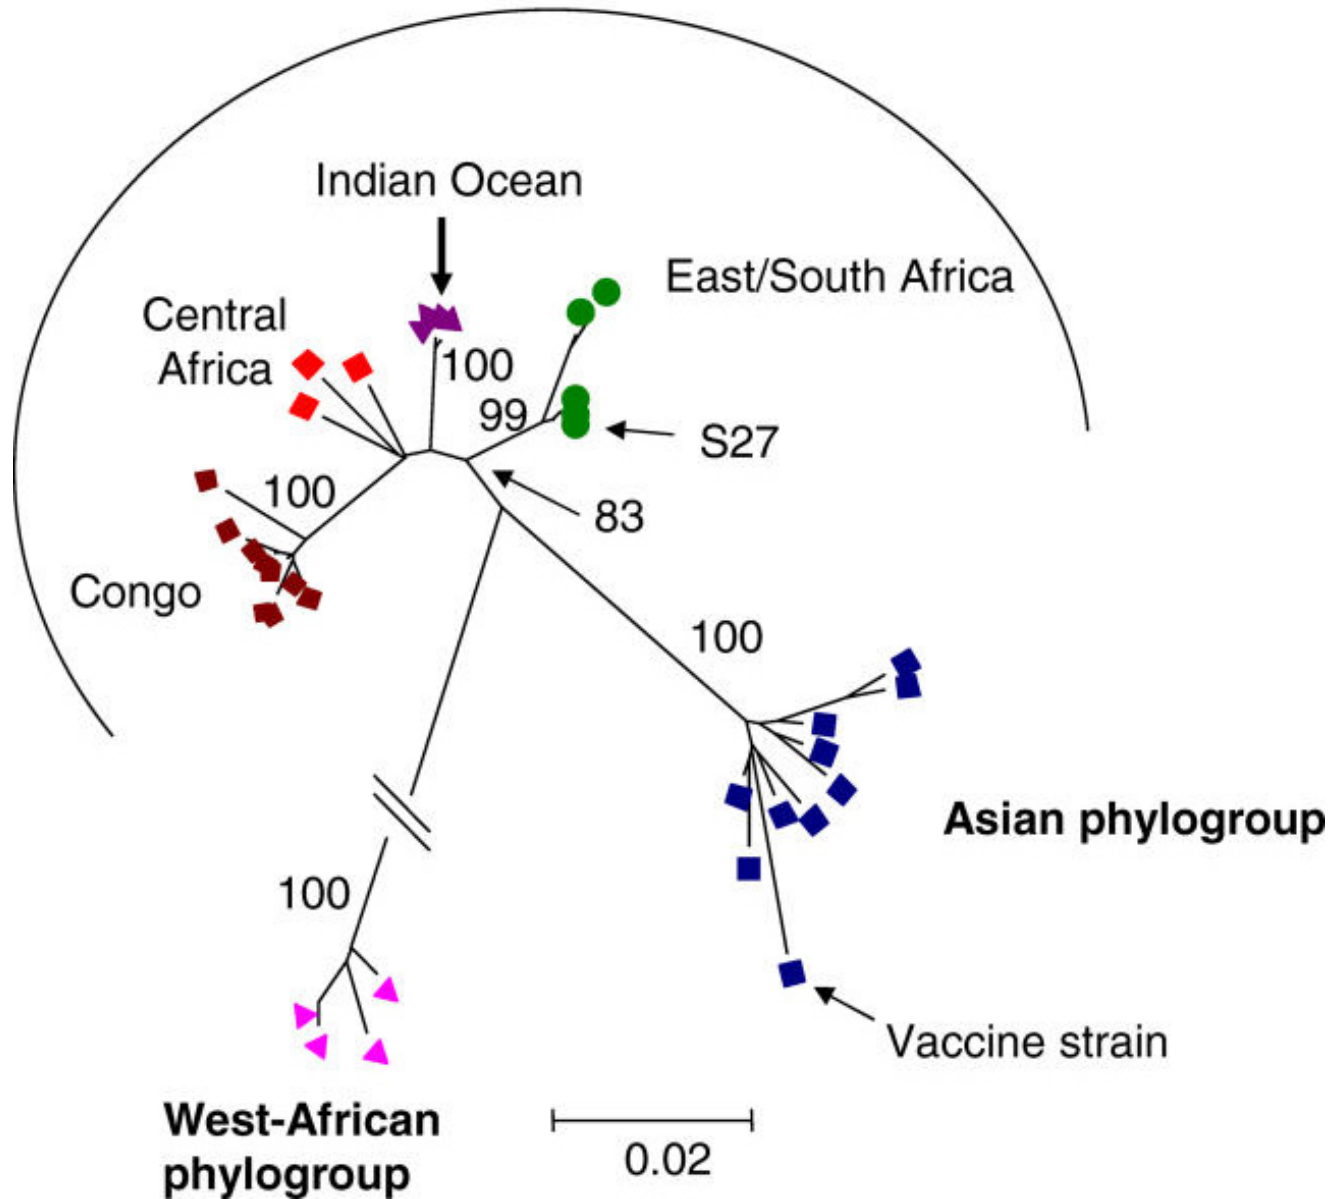 Indian Ocean
East/South Africa
Central
Africa
100
99
S27
100
83
Congo
100
Asian phylogroup
100
Vaccine strain
West-African
phylogroup
0.02